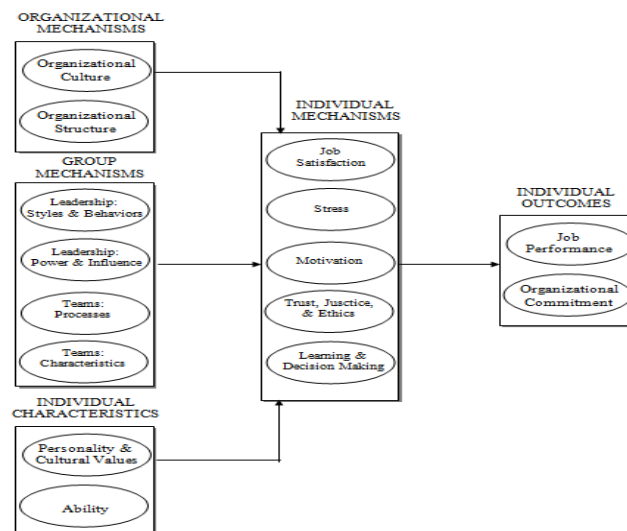 ORGANIZATIONAL
MECHANISMS
Organizational
Culture
Organizational
Structure
GROUP
MECHANISMS
Leadership:
Styles & Behaviors
Leadership:
Power & Influence
Teams:
Processes
Teams:
Characteristics
INDIVIDUAL
CHARACTERISTICS
Personality &
Cultural Values
Ability
INDIVIDUAL
MECHANISMS
Job
Satisfaction
Stress
Motivation
Trust, Jusctice,
& Ethics
Learning &
Decision Making
INDIVIDUAL
OUTCOMES
Job
Performance
Organizational
Commitment